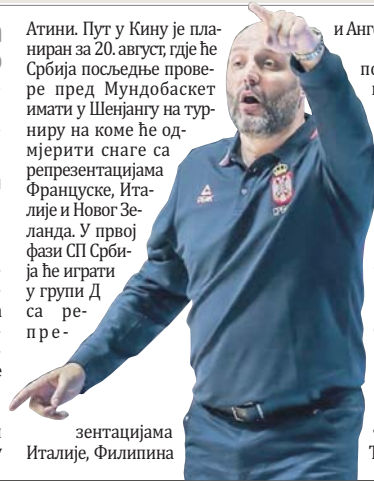 Атини. Пут у Кину је пла-
ниран за 20. август, гдје ће
Србија посљедње прове-
ре пред Мундобаскет
имати у Шенјангу на тур-
ниру на коме ће од-
мјерити снаге са
репрезентацијама
Француске, Ита-
лије и Новог Зе-
ланда. У првој
фази СП Срби-
ја ће играти
у групи Д
са ре-
пре-
зентацијама
Италије, Филипина
и Анг
по
PEAK